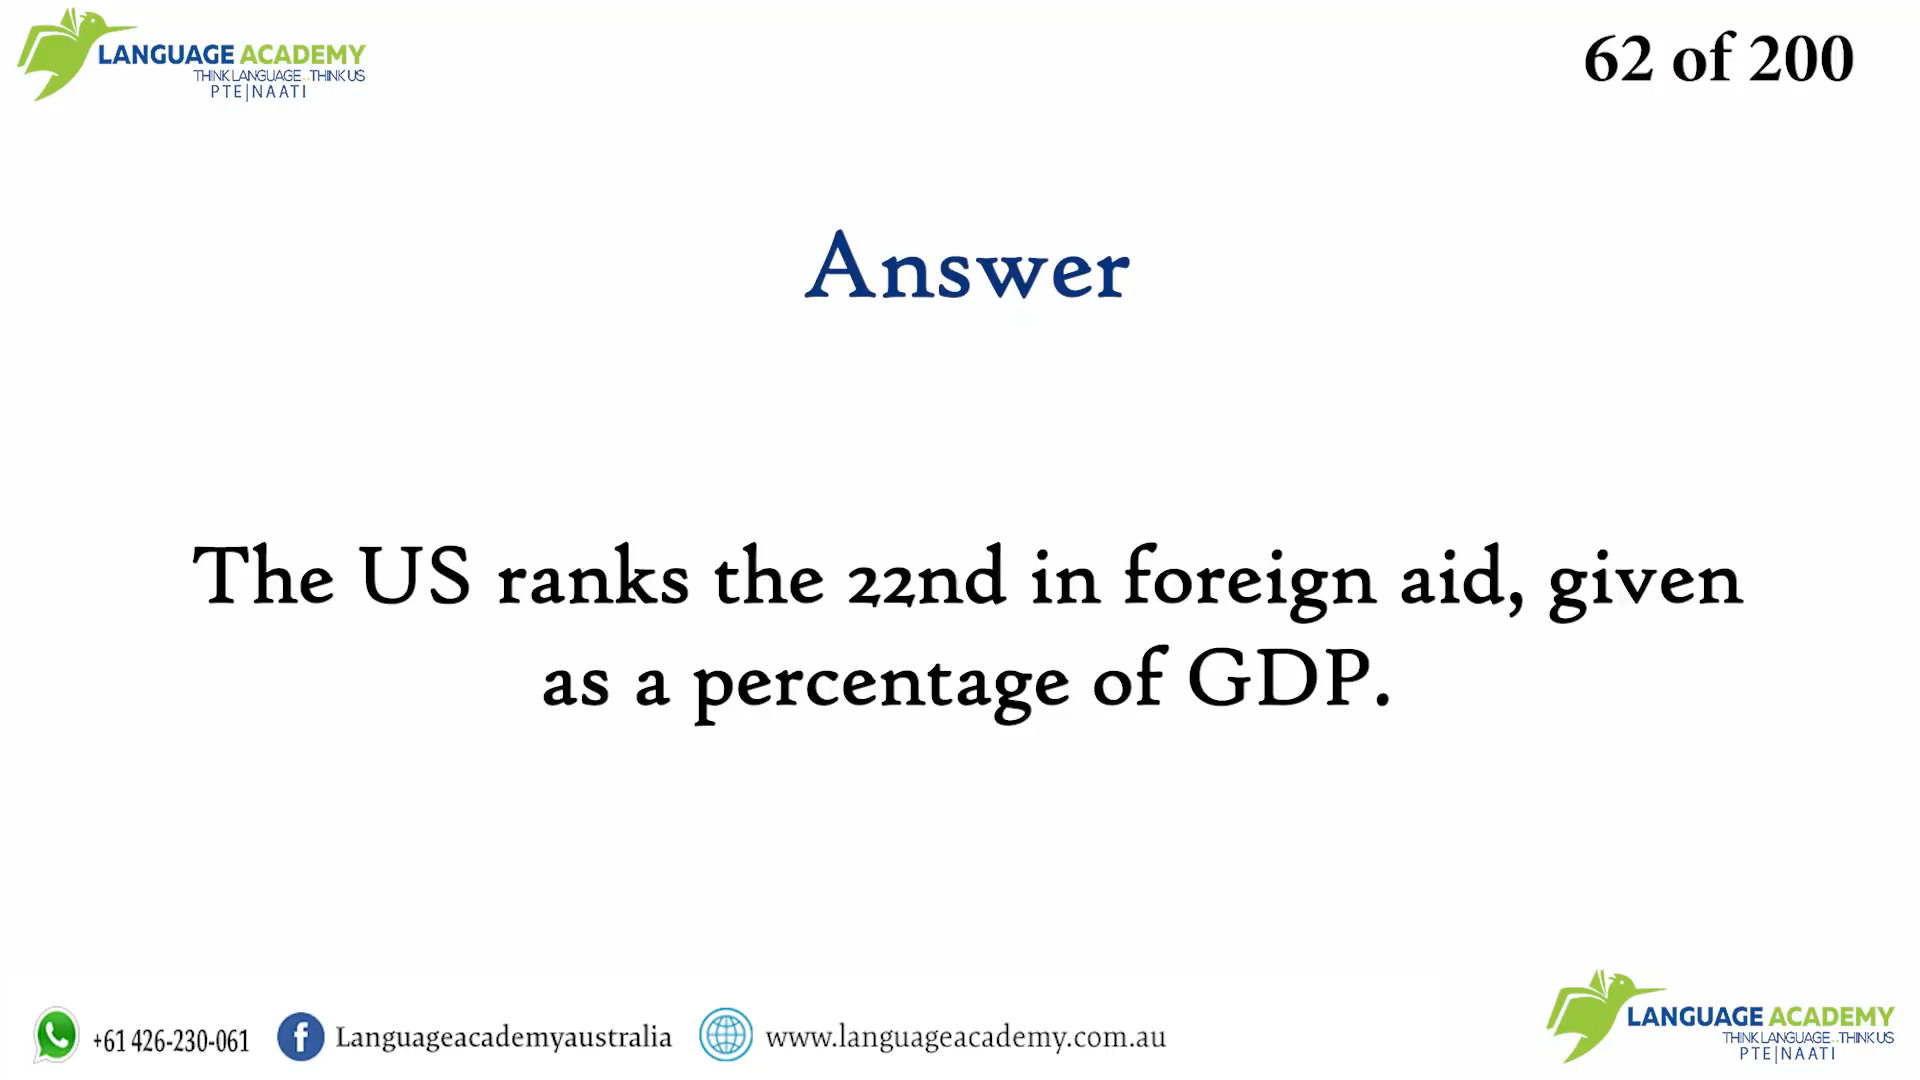 LANGUAGE ACADEMY
THINK LANGUAGE..THINK US
PTE|NAATI
62 of 200
Answer
The US ranks the 22nd in foreign aid, given
as a percentage of GDP.
+61 426-230-061
Languageacademyaustralia
www.languageacademy.com.au
LANGUAGE ACADEMY
THINK LANGUAGE..THINK US
PTE|NAATI